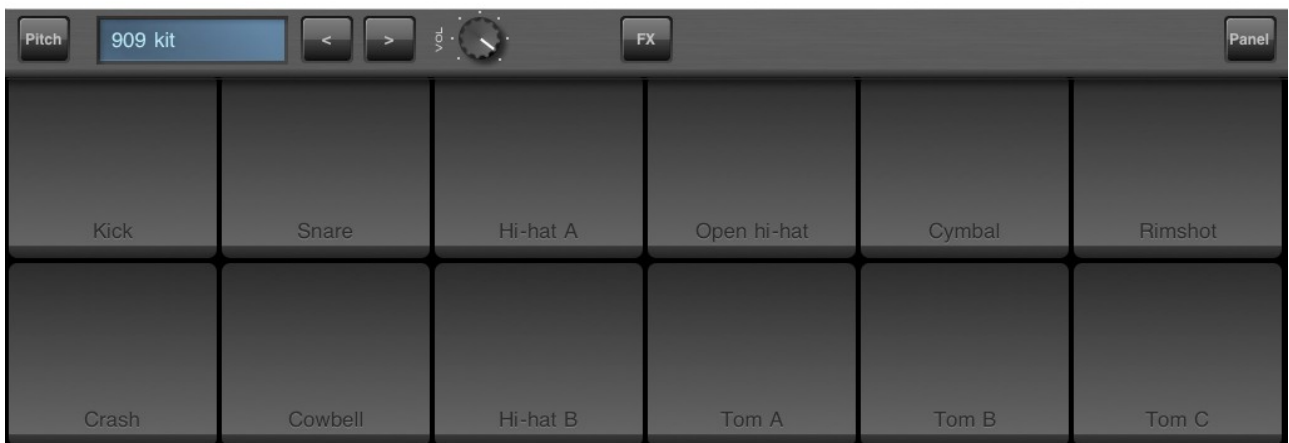 Pitch 909 kit < > VOL FX Panel
Kick Snare Hi-hat A Open hi-hat Cymbal Rimshot
Crash Cowbell Hi-hat B Tom A Tom B Tom C